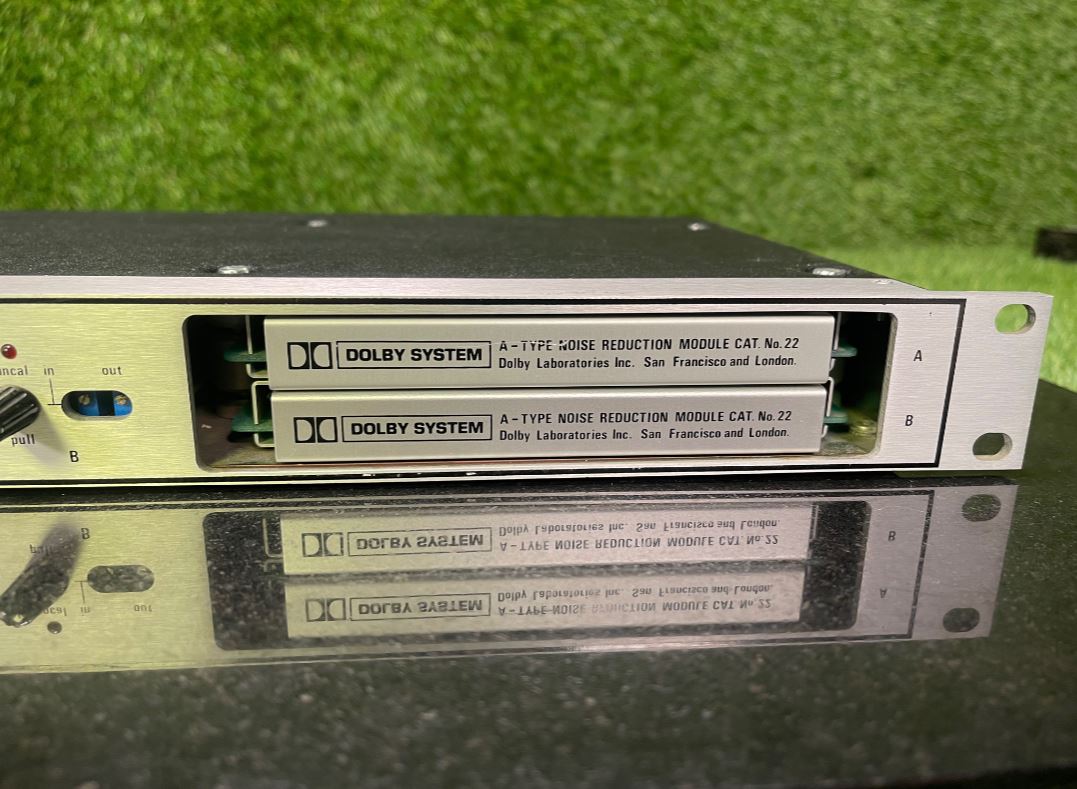 uncal in out
pull
B
DOLBY SYSTEM A-TYPE NOISE REDUCTION MODULE CAT. No. 22
Dolby Laboratories Inc. San Francisco and London.
A
DOLBY SYSTEM A-TYPE NOISE REDUCTION MODULE CAT. No. 22
Dolby Laboratories Inc. San Francisco and London.
B